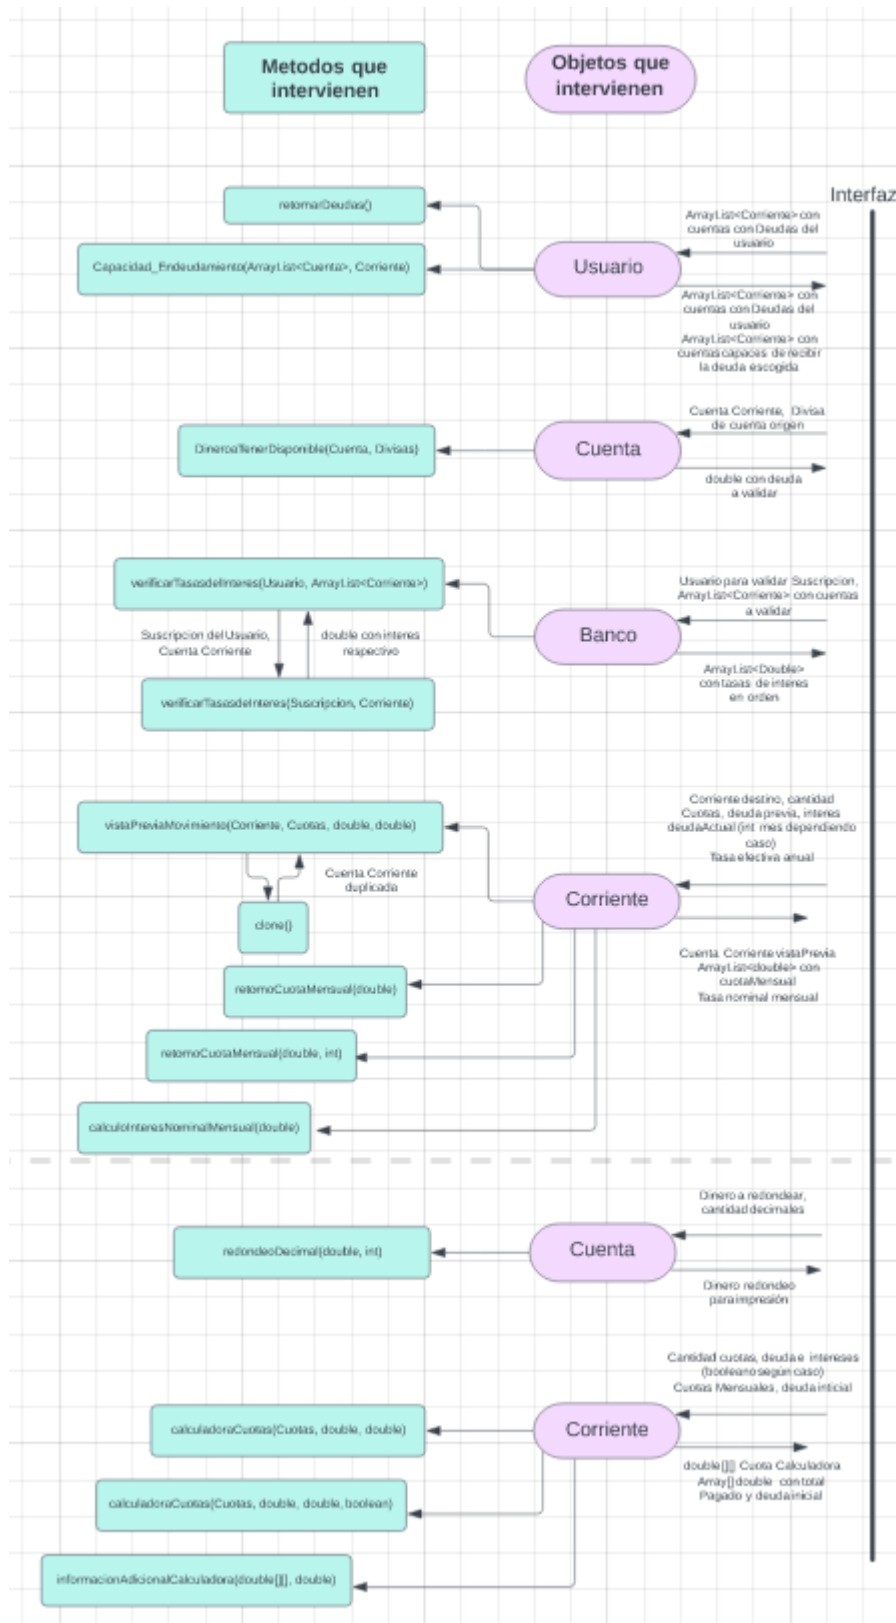 Metodos que
intervienen
Objetos que
intervienen
Interfaz
retornarDeudas()
Capacidad_Endeudamiento(ArrayList<Cuenta>, Corriente)
Usuario
ArrayList<Corriente> con
cuentas con Deudas del
usuario
ArrayList<Corriente> con
cuentas con Deudas del
usuario
ArrayList<Corriente> con
cuentas capaces de recibir
la deuda escogida
DineroaTenerDisponible(Cuenta, Divisas)
Cuenta
Cuenta Corriente, Divisa
de cuenta origen
double con deuda
a validar
verificarTasasdeInteres(Usuario, ArrayList<Corriente>)
Suscripcion del Usuario,
Cuenta Corriente
double con interes
respectivo
verificarTasasdeInteres(Suscripcion, Corriente)
Banco
Usuario para validar Suscripcion,
ArrayList<Corriente> con cuentas
a validar
ArrayList<Double>
con tasas de interes
en orden
vistaPreviaMovimiento(Corriente, Cuotas, double, double)
Cuenta Corriente
duplicada
clone()
retornoCuotaMensual(double)
retornoCuotaMensual(double, int)
calculoInteresNominalMensual(double)
Corriente
Corriente destino, cantidad
Cuotas, deuda previa, interes
deudaActual (int mes dependiendo
caso)
Tasa efectiva anual
Cuenta Corriente vistaPrevia
ArrayList<double> con
cuotaMensual
Tasa nominal mensual
redondeoDecimal(double, int)
Cuenta
Dinero a redondear,
cantidad decimales
Dinero redondeo
para impresión
calculadoraCuotas(Cuotas, double, double)
calculadoraCuotas(Cuotas, double, double, boolean)
informacionAdicionalCalculadora(double[][], double)
Corriente
Cantidad cuotas, deuda e intereses
(booleano según caso)
Cuotas Mensuales, deuda inticial
double[][] Cuota Calculadora
Array[] double con total
Pagado y deuda inicial